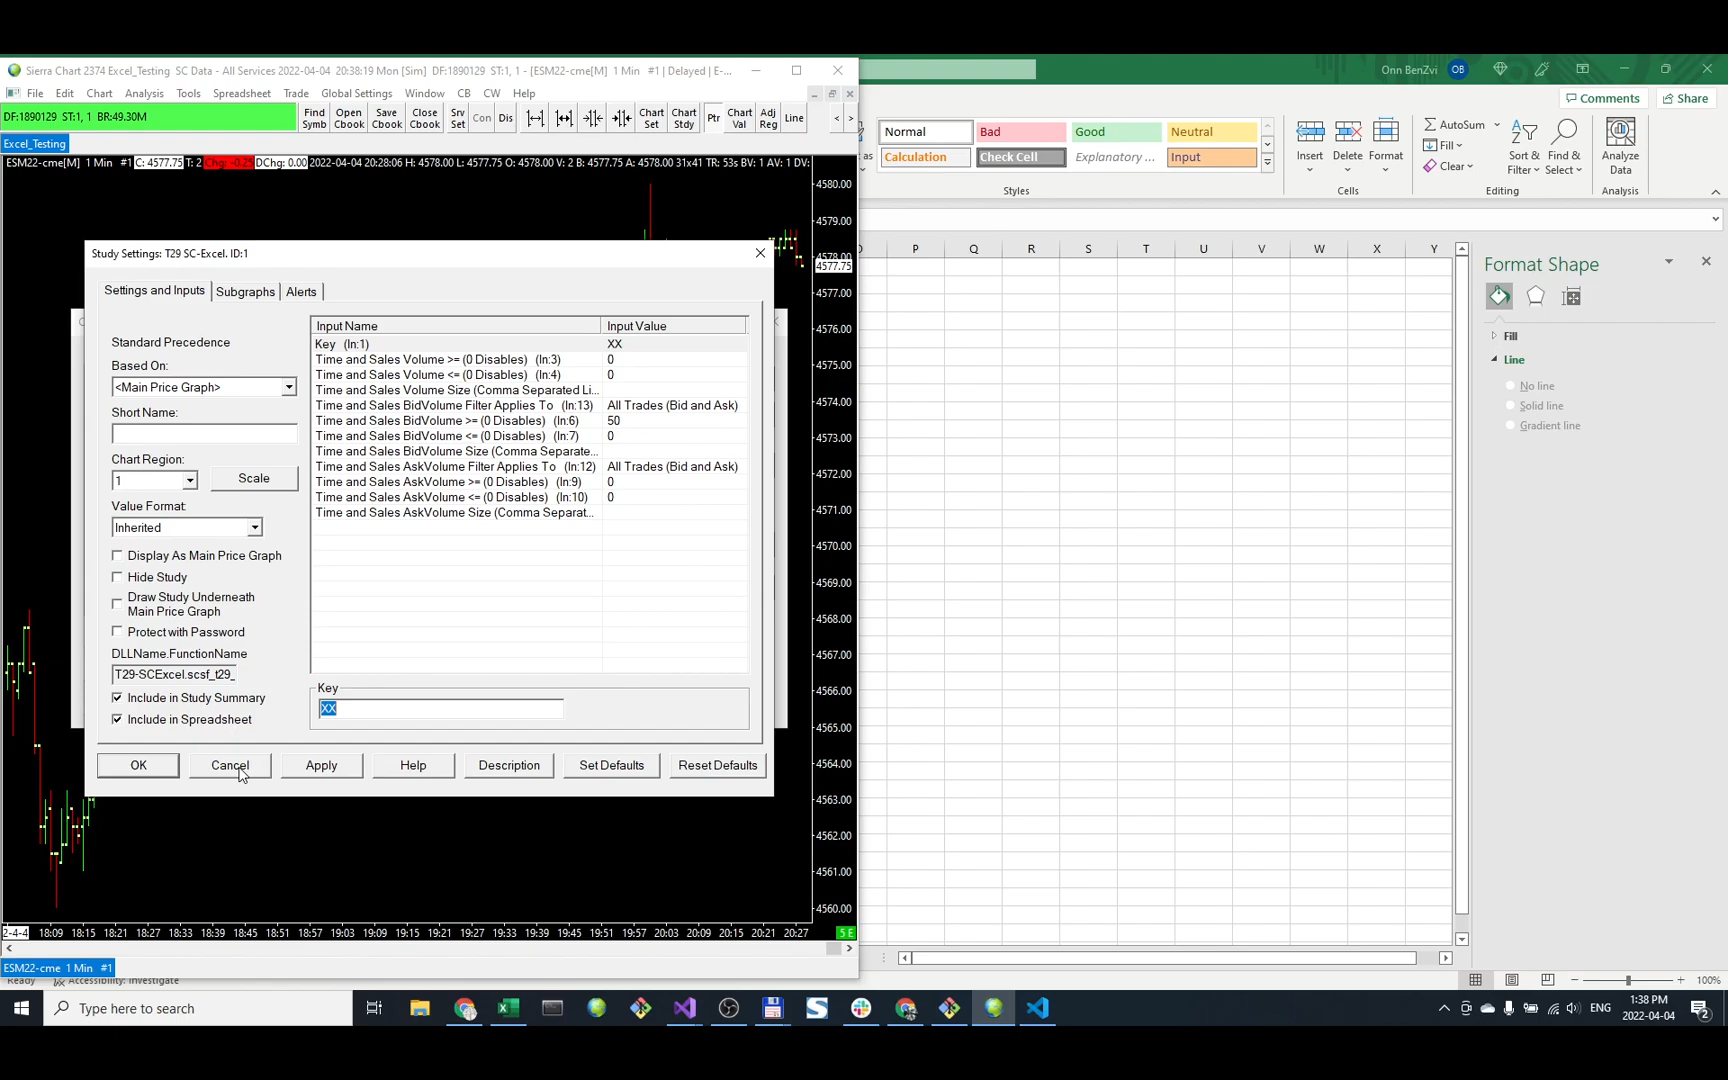 Sierra Chart 2374 Excel_Testing SC Data - All Services 2022-04-04 20:38:19 Mon [Sim] DF:1890129 ST:1, 1 - [ESM22-cme[M] 1 Min #1 | Delayed | E-...
Onn BenZvi OB
File Edit Chart Analysis Tools Spreadsheet Trade Global Settings Window CB CW Help
Comments Share
DF:1890129 ST:1, 1 BR:49.30M
Find Symb
Open Cbook
Save Cbook
Close Cbook
Srv Set
Con
Dis
Chart Set
Chart Stdy
Ptr
Chart Val
Adj Reg
Line
Normal Bad Good Neutral
Calculation Check Cell Explanatory ... Input
Styles
Insert Delete Format
Cells
AutoSum
Fill
Clear
Sort & Filter
Find & Select
Editing
Analyze Data
Analysis
Excel_Testing
ESM22-cme[M] 1 Min #1 C: 4577.75 T: 2 Chg: -0.25 DChg: 0.00 2022-04-04 20:28:06 H: 4578.00 L: 4577.75 O: 4578.00 V: 2 B: 4577.75 A: 4578.00 31x41 TR: 53s BV: 1 AV: 1 DV:
4580.00
4579.00
4578.00
4577.75
4577.00
4576.00
4575.00
4574.00
4573.00
4572.00
4571.00
4570.00
4569.00
4568.00
4567.00
4566.00
4565.00
4564.00
4563.00
4562.00
4561.00
4560.00
Study Settings: T29 SC-Excel. ID:1
Settings and Inputs Subgraphs Alerts
Standard Precedence
Based On:
<Main Price Graph>
Short Name:
Chart Region:
1
Scale
Value Format:
Inherited
Display As Main Price Graph
Hide Study
Draw Study Underneath
Main Price Graph
Protect with Password
DLLName.FunctionName
T29-SCExcel.scsf_t29_
Include in Study Summary
Include in Spreadsheet
Input Name Input Value
Key (In:1) XX
Time and Sales Volume >= (0 Disables) (In:3) 0
Time and Sales Volume <= (0 Disables) (In:4) 0
Time and Sales Volume Size (Comma Separated Li...
Time and Sales BidVolume Filter Applies To (In:13) All Trades (Bid and Ask)
Time and Sales BidVolume >= (0 Disables) (In:6) 50
Time and Sales BidVolume <= (0 Disables) (In:7) 0
Time and Sales BidVolume Size (Comma Separate...
Time and Sales AskVolume Filter Applies To (In:12) All Trades (Bid and Ask)
Time and Sales AskVolume >= (0 Disables) (In:9) 0
Time and Sales AskVolume <= (0 Disables) (In:10) 0
Time and Sales AskVolume Size (Comma Separat...
Key
XX
OK Cancel Apply Help Description Set Defaults Reset Defaults
P Q R S T U V W X Y
Format Shape
Fill
Line
No line
Solid line
Gradient line
2-4-4 18:09 18:15 18:21 18:27 18:33 18:39 18:45 18:51 18:57 19:03 19:09 19:15 19:21 19:27 19:33 19:39 19:45 19:51 19:57 20:03 20:09 20:15 20:21 20:27
5 E
ESM22-cme 1 Min #1
Ready Accessibility: Investigate
100%
Type here to search
ENG
1:38 PM
2022-04-04
2